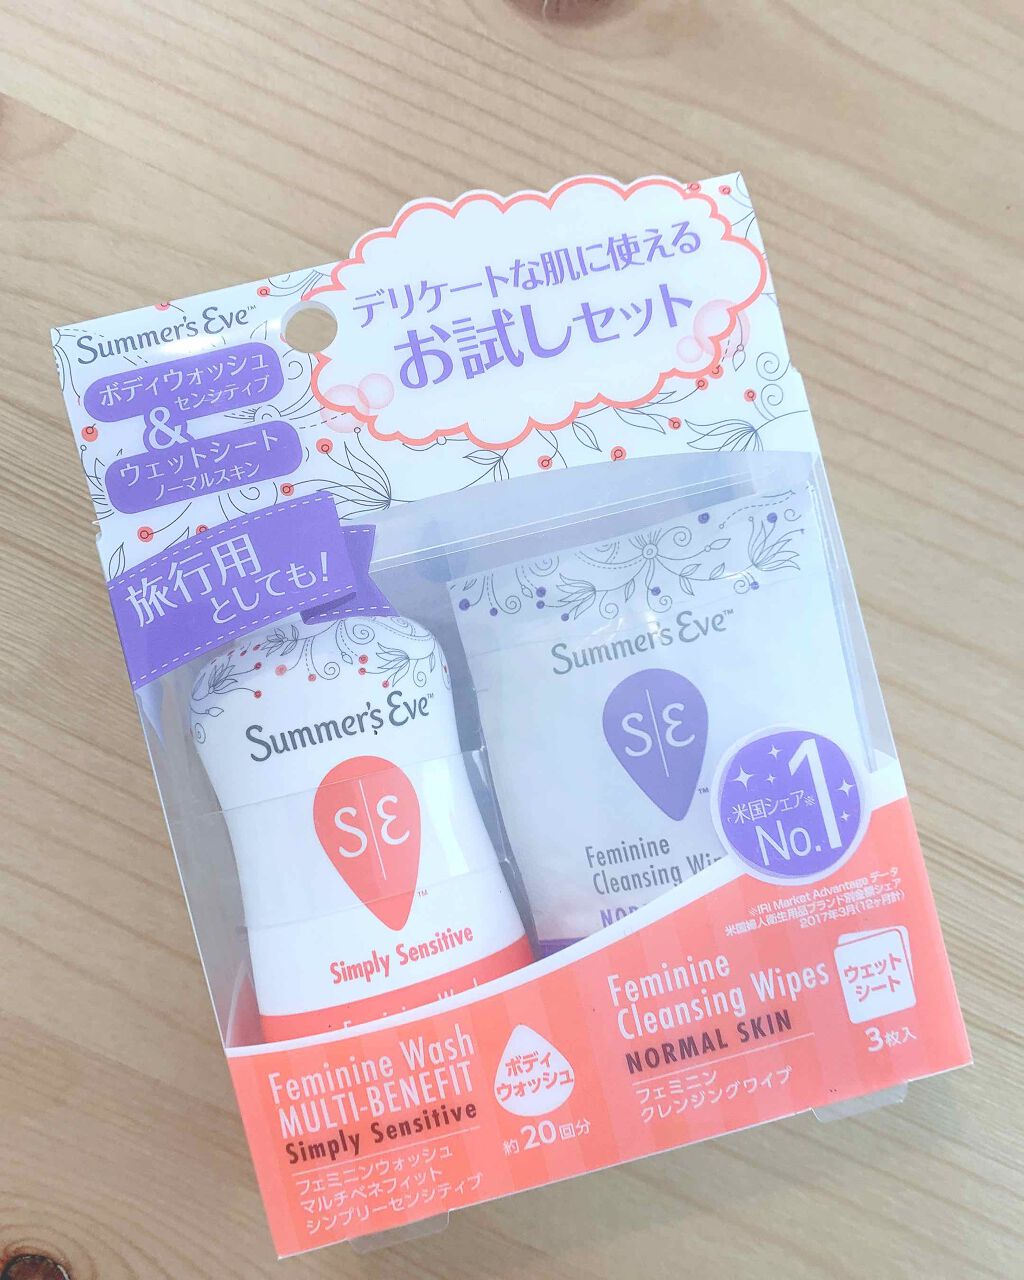 デリケートな肌に使える
お試しセット
Summer's Eve™
ボディウォッシュ
センシティブ
&
ウェットシート
ノーマルスキン
旅行用
としても!
Summer's Eve™
S|E
™
Simply Sensitive
Summer's Eve™
S|E
™
Feminine
Cleansing Wip
NOR
米国シェア※
No.1
※IRI Market Advantage データ
米国婦人衛生用品ブランド別金額シェア
2017年3月(12ヶ月計)
Feminine Wash
MULTI-BENEFIT
Simply Sensitive
フェミニンウォッシュ
マルチベネフィット
シンプリーセンシティブ
ボディ
ウォッシュ
約20回分
Feminine
Cleansing Wipes
NORMAL SKIN
フェミニン
クレンジングワイプ
ウェット
シート
3枚入